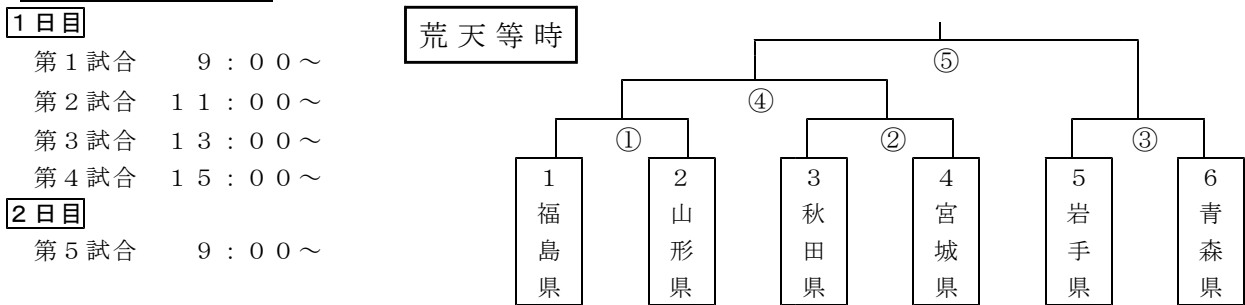 1日目
第1試合 9:00～
第2試合 11:00～
第3試合 13:00～
第4試合 15:00～
2日目
第5試合 9:00～
荒天等時
⑤
④
① ② ③
1 福島県
2 山形県
3 秋田県
4 宮城県
5 岩手県
6 青森県